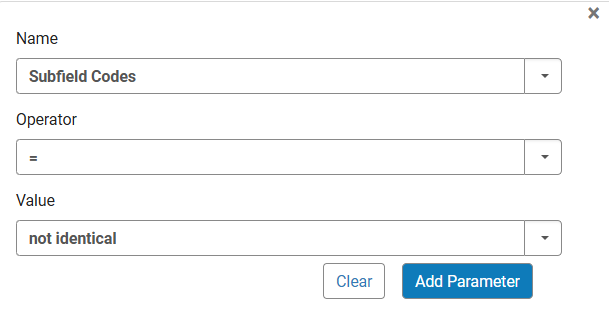 ×
Name
Subfield Codes
Operator
=
Value
not identical
Clear Add Parameter